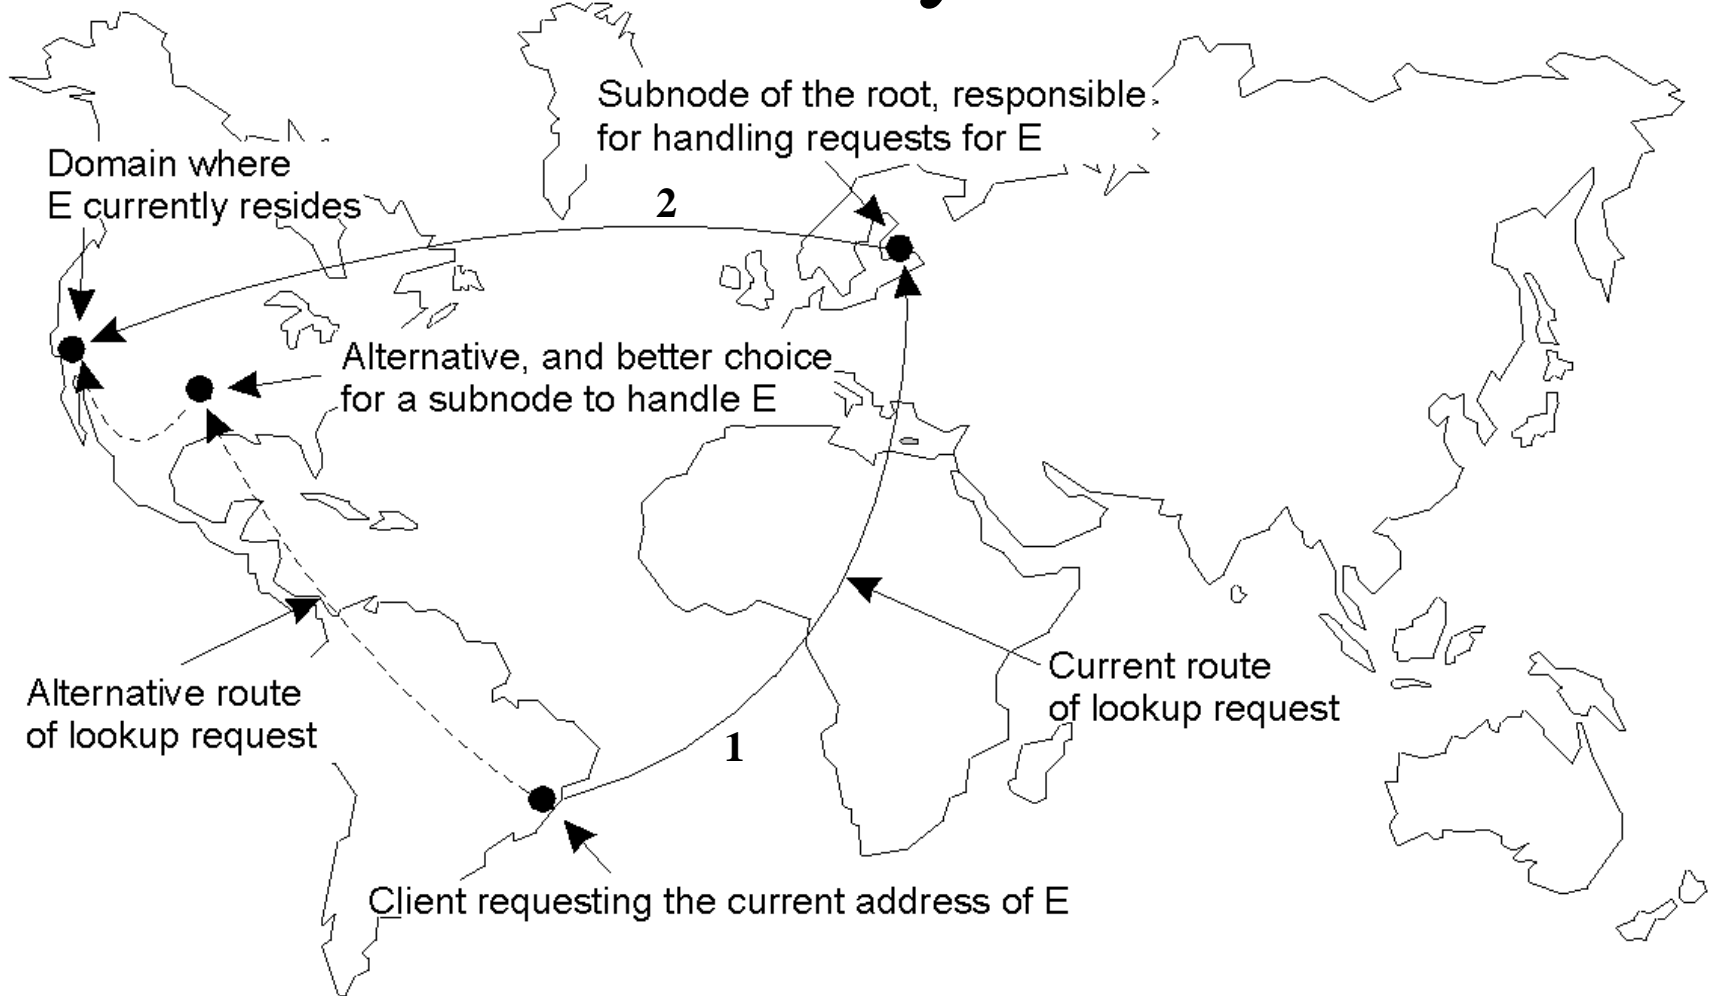 Subnode of the root, responsible
for handling requests for E
Domain where
E currently resides
2
Alternative, and better choice
for a subnode to handle E
Current route
of lookup request
Alternative route
of lookup request
1
Client requesting the current address of E